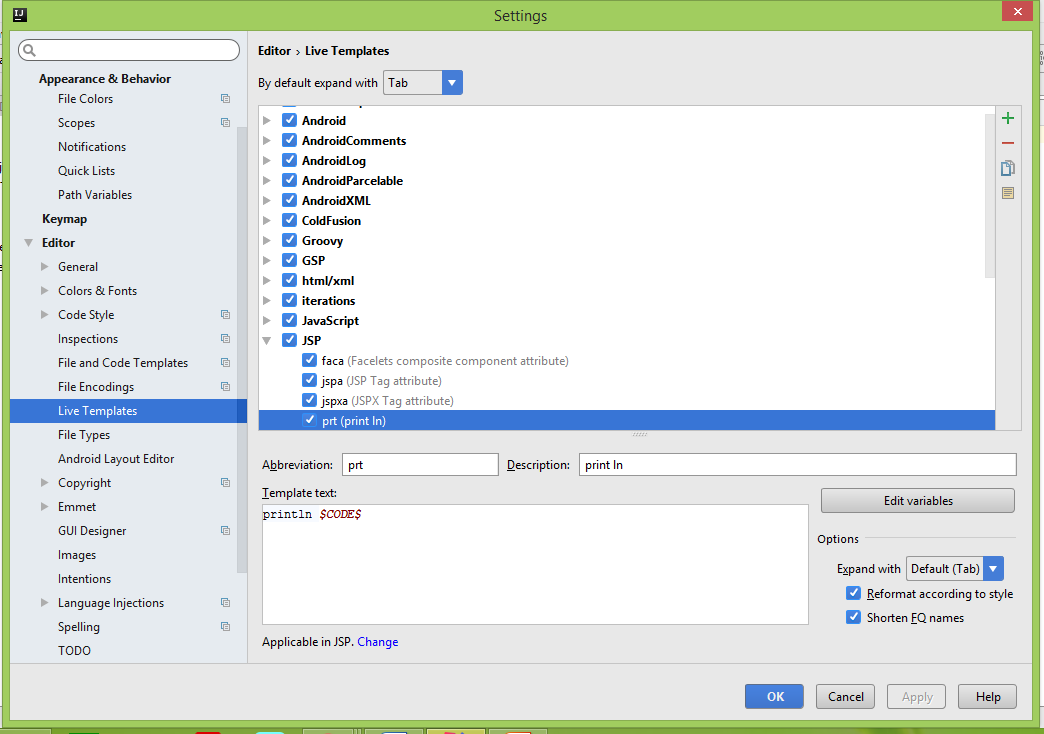 Settings
Appearance & Behavior
File Colors
Scopes
Notifications
Quick Lists
Path Variables
Keymap
Editor
General
Colors & Fonts
Code Style
Inspections
File and Code Templates
File Encodings
Live Templates
File Types
Android Layout Editor
Copyright
Emmet
GUI Designer
Images
Intentions
Language Injections
Spelling
TODO
Editor › Live Templates
By default expand with Tab
Android
AndroidComments
AndroidLog
AndroidParcelable
AndroidXML
ColdFusion
Groovy
GSP
html/xml
iterations
JavaScript
JSP
faca (Facelets composite component attribute)
jspa (JSP Tag attribute)
jspxa (JSPX Tag attribute)
prt (print ln)
Abbreviation: prt Description: print ln
Template text:
println $CODE$
Edit variables
Options
Expand with Default (Tab)
Reformat according to style
Shorten FQ names
Applicable in JSP. Change
OK Cancel Apply Help